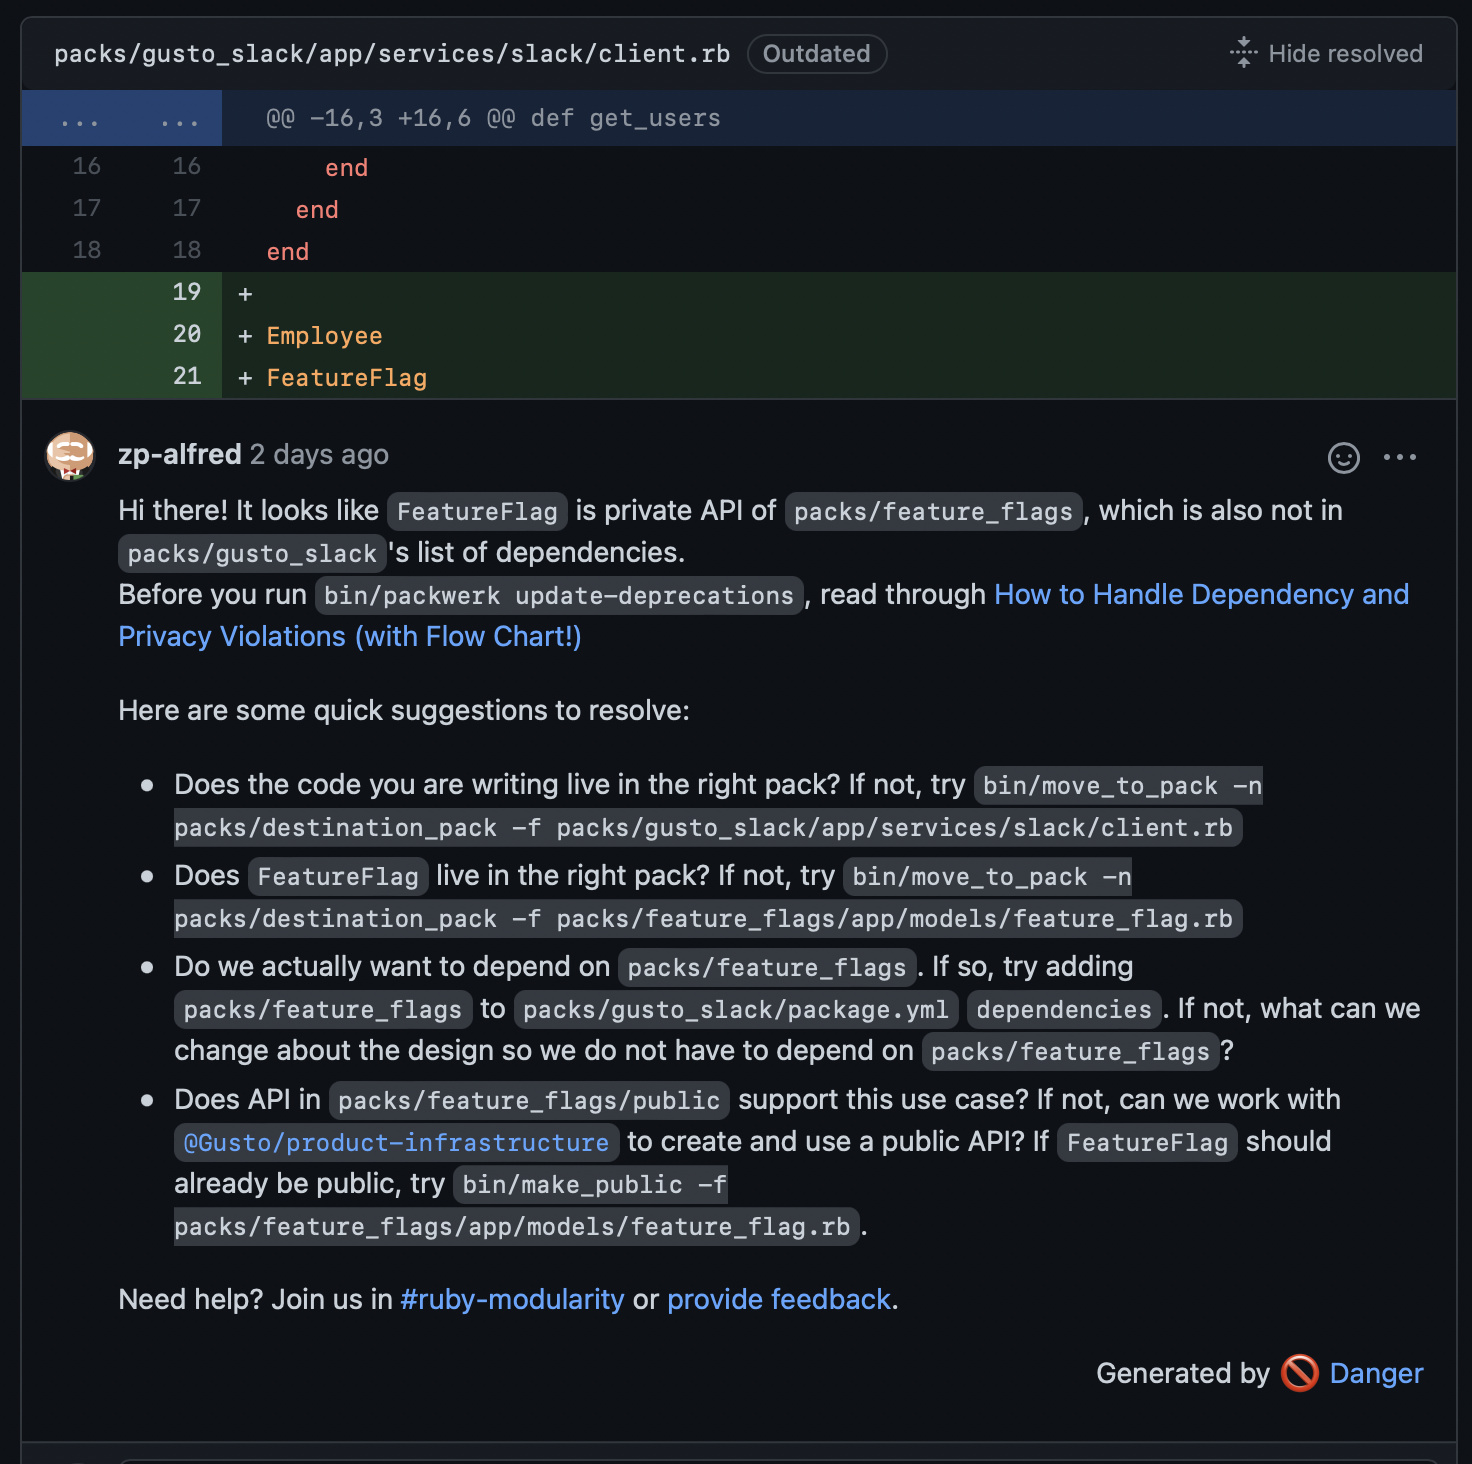 packs/gusto_slack/app/services/slack/client.rb Outdated Hide resolved
... ... @@ -16,3 +16,6 @@ def get_users
16 16 end
17 17 end
18 18 end
19 +
20 + Employee
21 + FeatureFlag
zp-alfred 2 days ago
Hi there! It looks like FeatureFlag is private API of packs/feature_flags, which is also not in
packs/gusto_slack's list of dependencies.
Before you run bin/packwerk update-deprecations, read through How to Handle Dependency and
Privacy Violations (with Flow Chart!)
Here are some quick suggestions to resolve:
• Does the code you are writing live in the right pack? If not, try bin/move_to_pack -n
packs/destination_pack -f packs/gusto_slack/app/services/slack/client.rb
• Does FeatureFlag live in the right pack? If not, try bin/move_to_pack -n
packs/destination_pack -f packs/feature_flags/app/models/feature_flag.rb
• Do we actually want to depend on packs/feature_flags. If so, try adding
packs/feature_flags to packs/gusto_slack/package.yml dependencies. If not, what can we
change about the design so we do not have to depend on packs/feature_flags?
• Does API in packs/feature_flags/public support this use case? If not, can we work with
@Gusto/product-infrastructure to create and use a public API? If FeatureFlag should
already be public, try bin/make_public -f
packs/feature_flags/app/models/feature_flag.rb.
Need help? Join us in #ruby-modularity or provide feedback.
Generated by 🚫 Danger